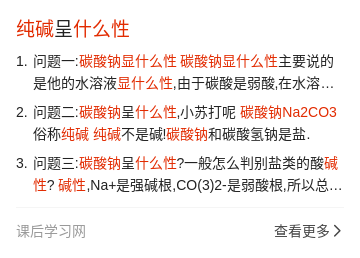 纯碱呈什么性
1. 问题一:碳酸钠显什么性 碳酸钠显什么性主要说的
是他的水溶液显什么性,由于碳酸是弱酸,在水溶…
2. 问题二:碳酸钠呈什么性,小苏打呢 碳酸钠Na2CO3
俗称纯碱 纯碱不是碱!碳酸钠和碳酸氢钠是盐.
3. 问题三:碳酸钠呈什么性?一般怎么判别盐类的酸碱
性? 碱性,Na+是强碱根,CO(3)2-是弱酸根,所以总…
课后学习网
查看更多